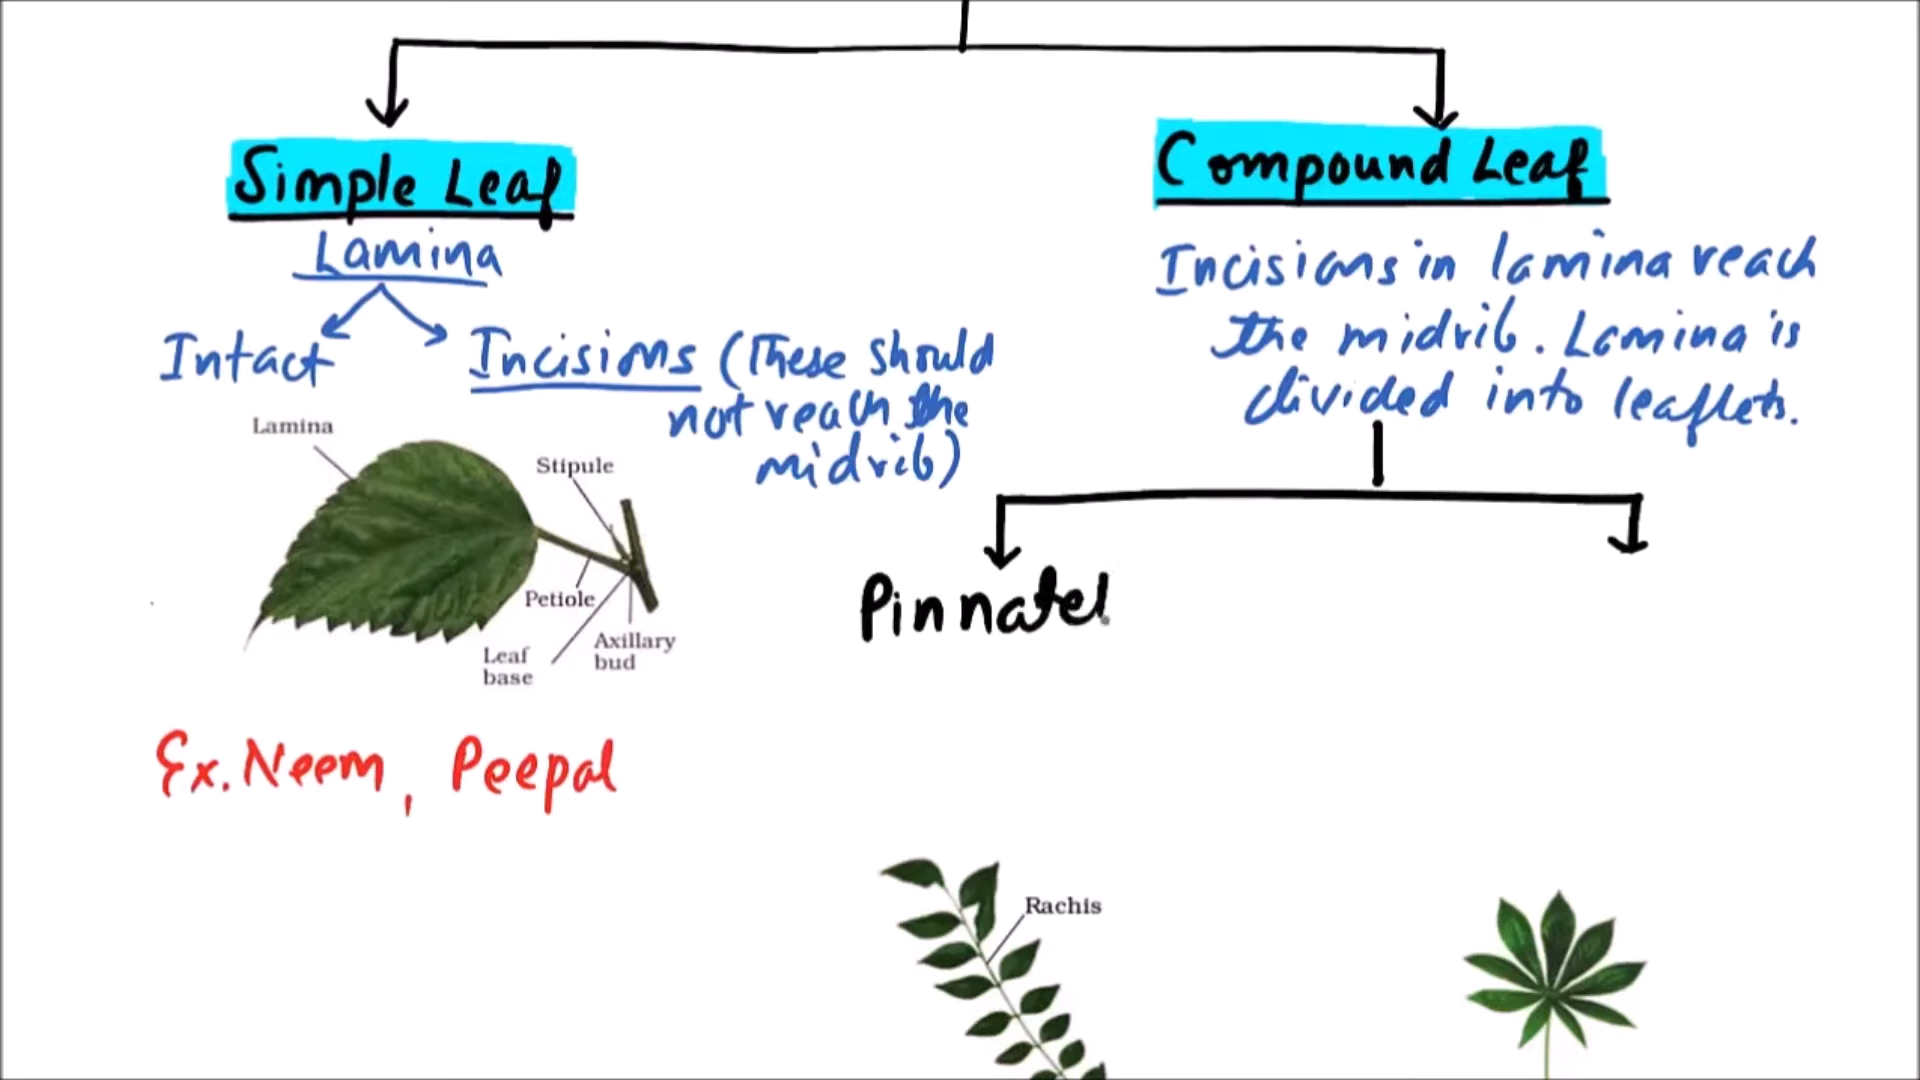 Simple Leaf
Lamina
Intact
Incisions (These should
not reach the
midrib)
Lamina
Stipule
Petiole
Axillary
bud
Leaf
base
Ex. Neem, Peepal
Compound Leaf
Incisions in lamina reach
the midrib. Lamina is
divided into leaflets.
Pinnatel
Rachis